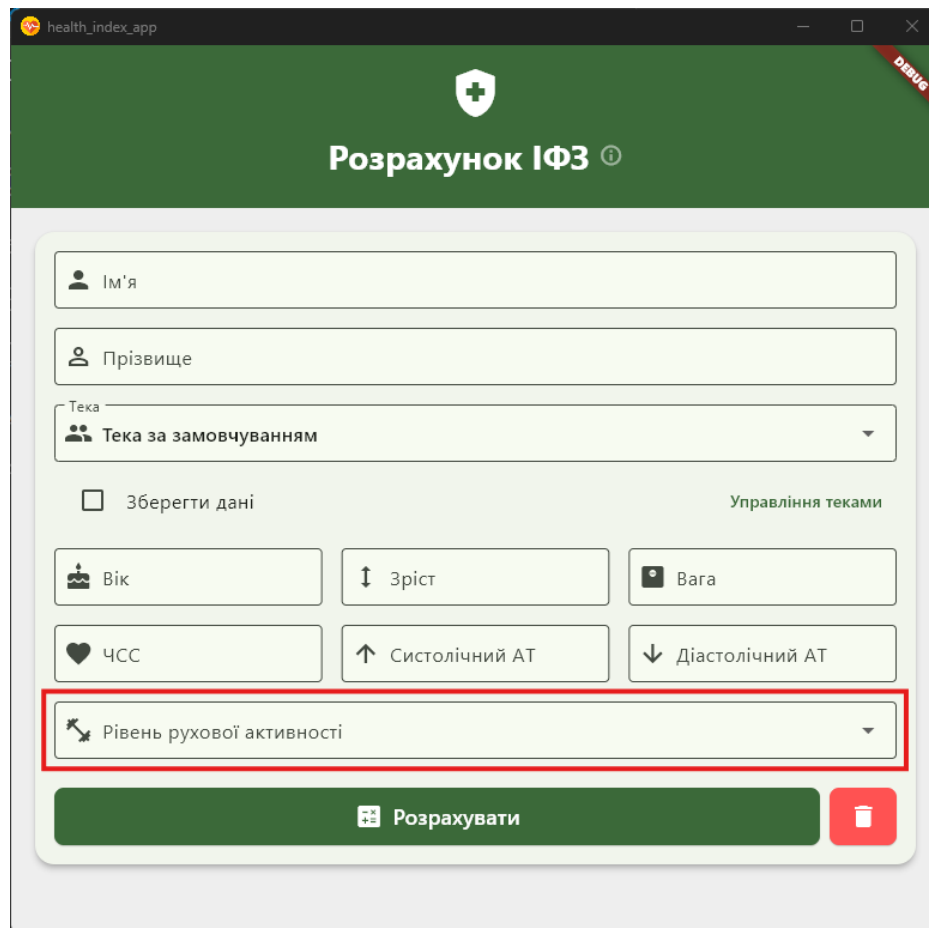 health_index_app
DEBUG
Розрахунок ІФЗ
Ім'я
Прізвище
Тека
Тека за замовчуванням
Зберегти дані
Управління теками
Вік
Зріст
Вага
ЧСС
Систолічний АТ
Діастолічний АТ
Рівень рухової активності
Розрахувати